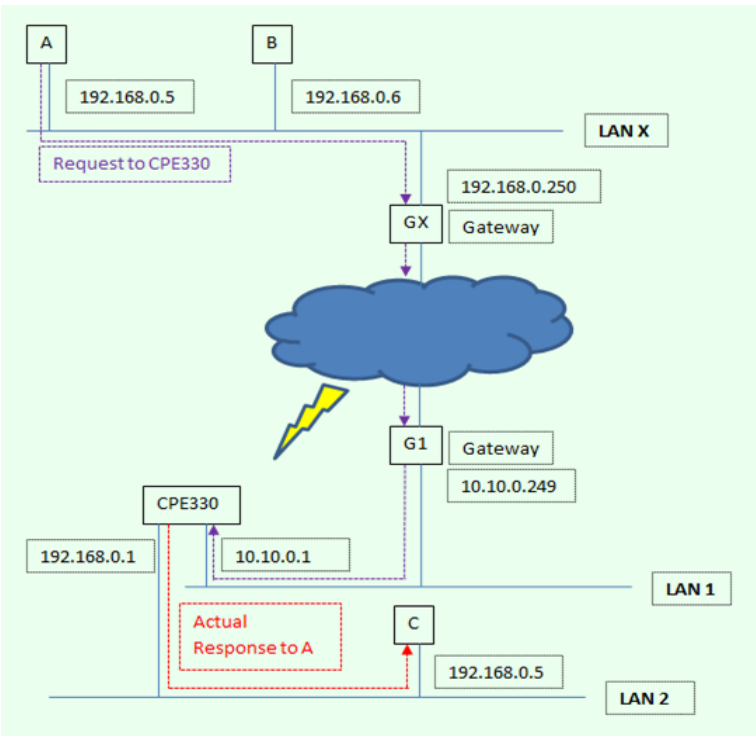 A
B
192.168.0.5
192.168.0.6
LAN X
Request to CPE330
192.168.0.250
GX
Gateway
G1
Gateway
10.10.0.249
CPE330
192.168.0.1
10.10.0.1
LAN 1
Actual
Response to A
C
192.168.0.5
LAN 2